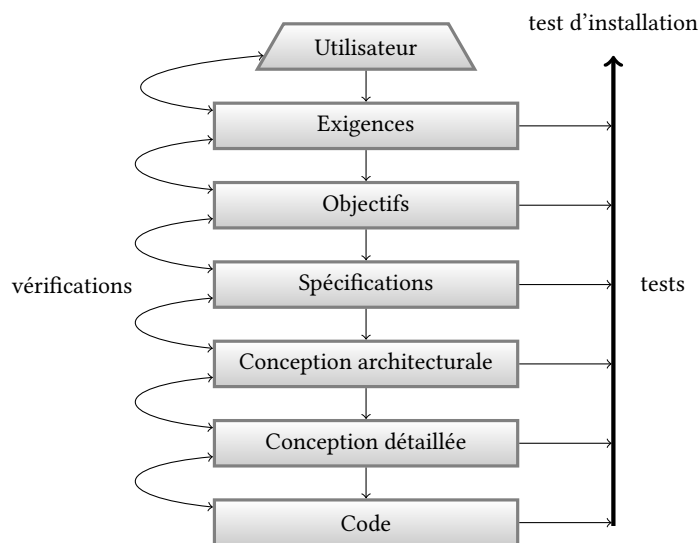 test d'installation
Utilisateur
Exigences
Objectifs
vérifications
Spécifications
tests
Conception architecturale
Conception détaillée
Code